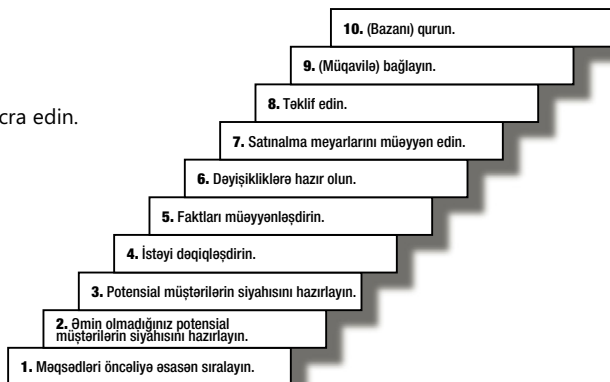 10. (Bazanı) qurun.
9. (Müqavilə) bağlayın.
8. Təklif edin.
cra edin.
7. Satınalma meyarlarını müəyyən edin.
6. Dəyişikliklərə hazır olun.
5. Faktları müəyyənləşdirin.
4. İstəyi dəqiqləşdirin.
3. Potensial müştərilərin siyahısını hazırlayın.
2. Əmin olmadığınız potensial
müştərilərin siyahısını hazırlayın.
1. Məqsədləri öncəliyə əsasən sıralayın.